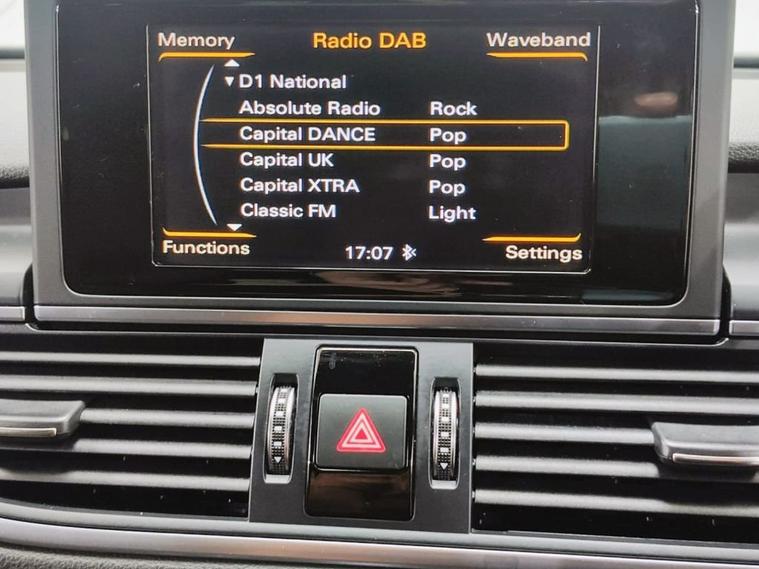 Memory Radio DAB Waveband
D1 National
Absolute Radio Rock
Capital DANCE Pop
Capital UK Pop
Capital XTRA Pop
Classic FM Light
Functions 17:07 Settings